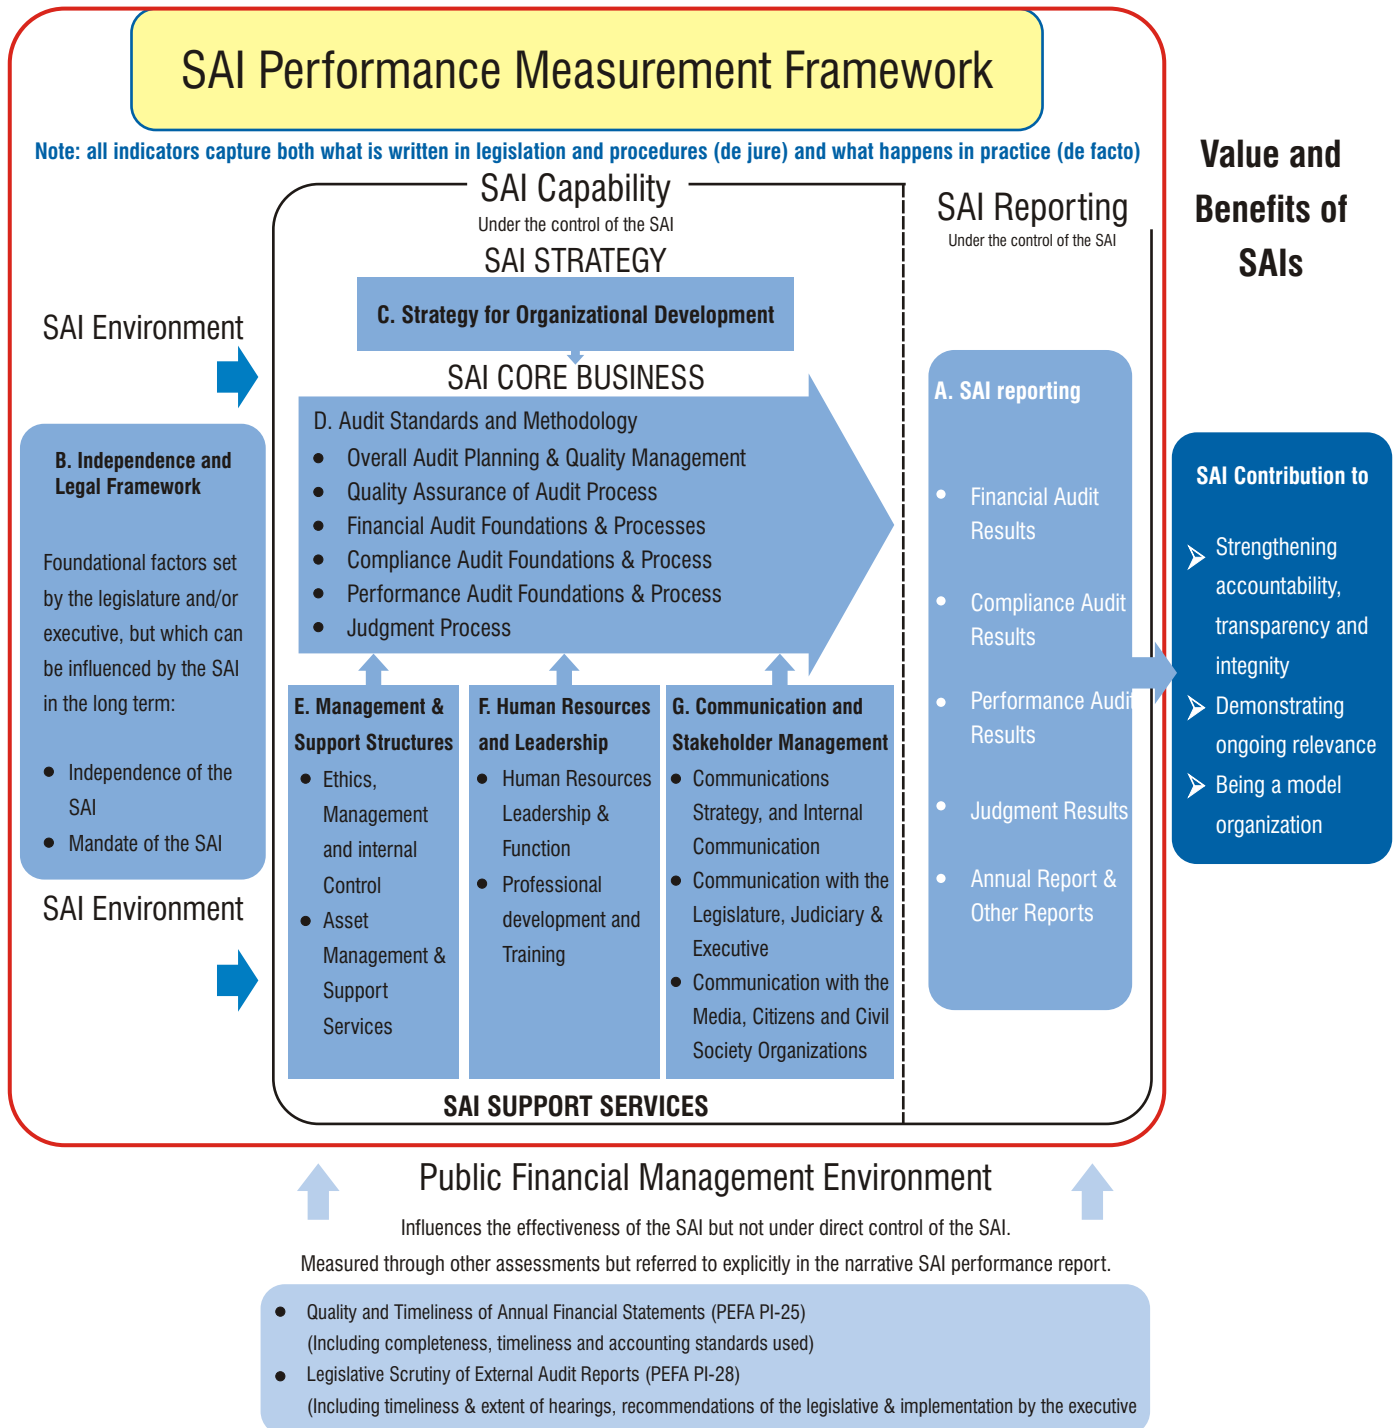 SAI Performance Measurement Framework
Note: all indicators capture both what is written in legislation and procedures (de jure) and what happens in practice (de facto)
Value and
Benefits of
SAIs
SAI Environment
B. Independence and
Legal Framework
Foundational factors set
by the legislature and/or
executive, but which can
be influenced by the SAI
in the long term:
● Independence of the
SAI
● Mandate of the SAI
SAI Environment
SAI Capability
Under the control of the SAI
SAI STRATEGY
C. Strategy for Organizational Development
SAI CORE BUSINESS
D. Audit Standards and Methodology
● Overall Audit Planning & Quality Management
● Quality Assurance of Audit Process
● Financial Audit Foundations & Processes
● Compliance Audit Foundations & Process
● Performance Audit Foundations & Process
● Judgment Process
E. Management &
Support Structures
● Ethics,
Management
and internal
Control
● Asset
Management &
Support
Services
F. Human Resources
and Leadership
● Human Resources
Leadership &
Function
● Professional
development and
Training
G. Communication and
Stakeholder Management
● Communications
Strategy, and Internal
Communication
● Communication with the
Legislature, Judiciary &
Executive
● Communication with the
Media, Citizens and Civil
Society Organizations
SAI SUPPORT SERVICES
SAI Reporting
Under the control of the SAI
A. SAI reporting
● Financial Audit
Results
● Compliance Audit
Results
● Performance Audit
Results
● Judgment Results
● Annual Report &
Other Reports
SAI Contribution to
➢ Strengthening
accountability,
transparency and
integnity
➢ Demonstrating
ongoing relevance
➢ Being a model
organization
Public Financial Management Environment
Influences the effectiveness of the SAI but not under direct control of the SAI.
Measured through other assessments but referred to explicitly in the narrative SAI performance report.
● Quality and Timeliness of Annual Financial Statements (PEFA PI-25)
(Including completeness, timeliness and accounting standards used)
● Legislative Scrutiny of External Audit Reports (PEFA PI-28)
(Including timeliness & extent of hearings, recommendations of the legislative & implementation by the executive